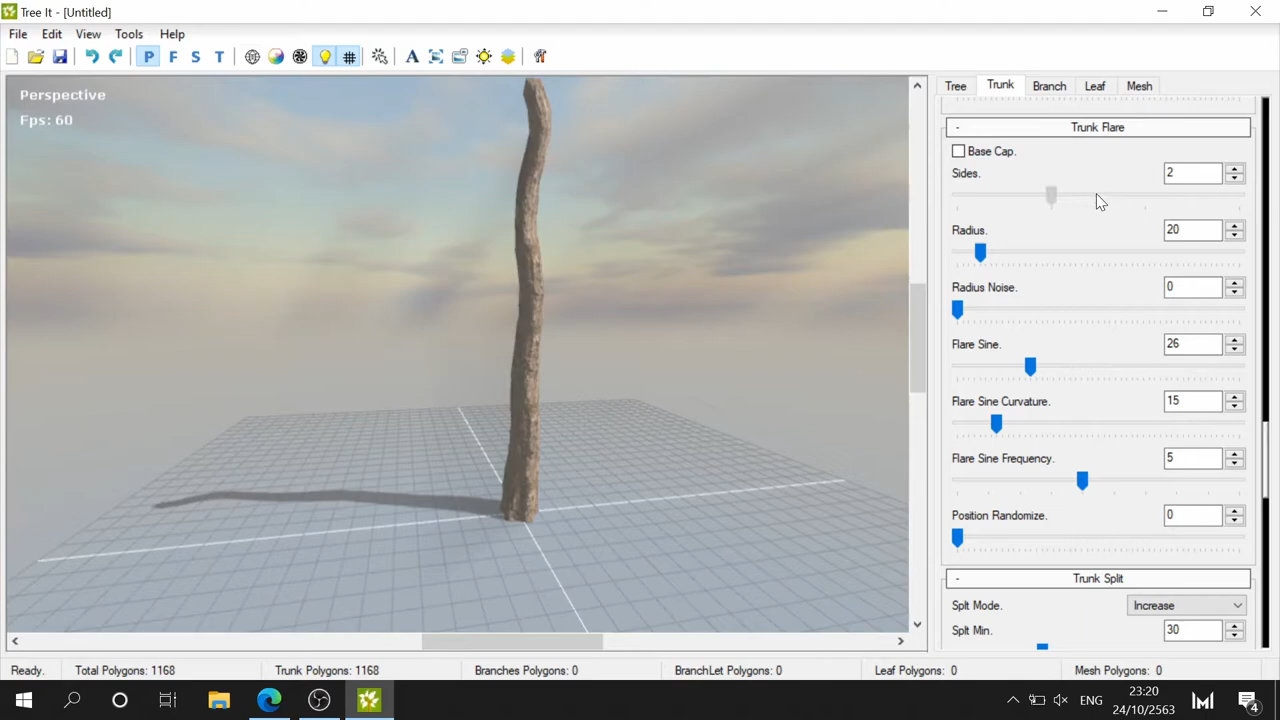 Tree It - [Untitled]
File Edit View Tools Help
P F S T A
Perspective
Fps: 60
Tree Trunk Branch Leaf Mesh
- Trunk Flare
Base Cap.
Sides. 2
Radius. 20
Radius Noise. 0
Flare Sine. 26
Flare Sine Curvature. 15
Flare Sine Frequency. 5
Position Randomize. 0
- Trunk Split
Splt Mode. Increase
Splt Min. 30
Ready. Total Polygons: 1168 Trunk Polygons: 1168 Branches Polygons: 0 BranchLet Polygons: 0 Leaf Polygons: 0 Mesh Polygons: 0
ENG 23:20
24/10/2563 4